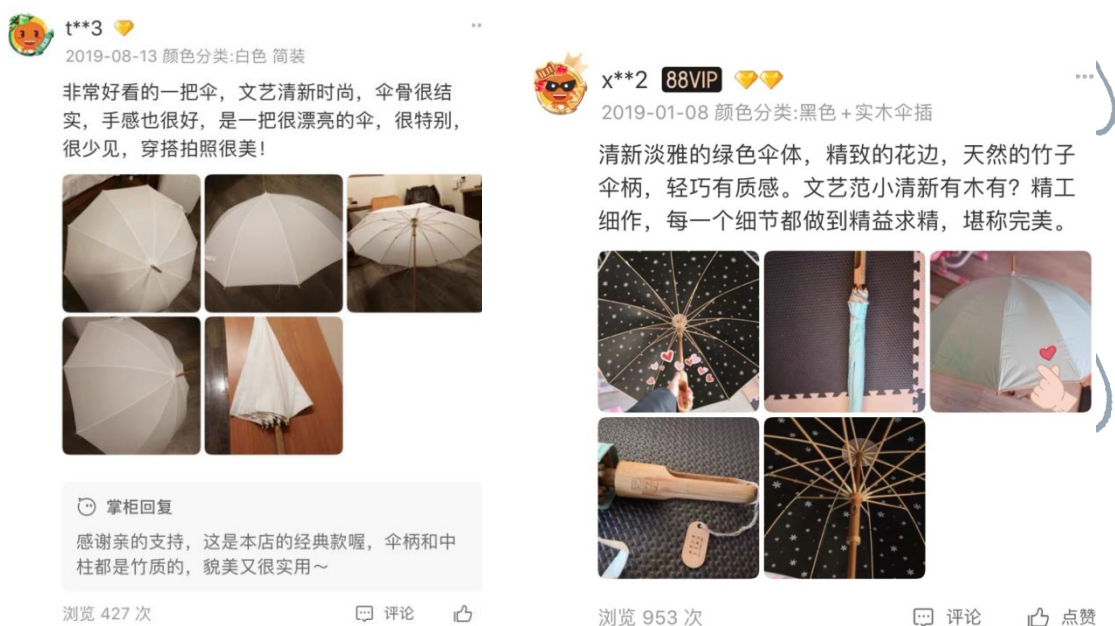 t**3
2019-08-13 颜色分类:白色 简装
非常好看的一把伞，文艺清新时尚，伞骨很结
实，手感也很好，是一把很漂亮的伞，很特别，
很少见，穿搭拍照很美！
掌柜回复
感谢亲的支持，这是本店的经典款喔，伞柄和中
柱都是竹质的，貌美又很实用～
浏览 427 次
评论
x**2 88VIP
2019-01-08 颜色分类:黑色+实木伞插
清新淡雅的绿色伞体，精致的花边，天然的竹子
伞柄，轻巧有质感。文艺范小清新有木有？精工
细作，每一个细节都做到精益求精，堪称完美。
浏览 953 次
评论
点赞